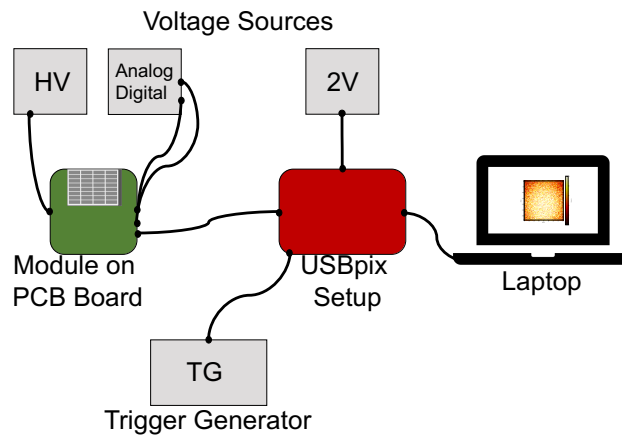 Voltage Sources
HV
Analog
Digital
2V
Module on
PCB Board
USBpix
Setup
Laptop
TG
Trigger Generator